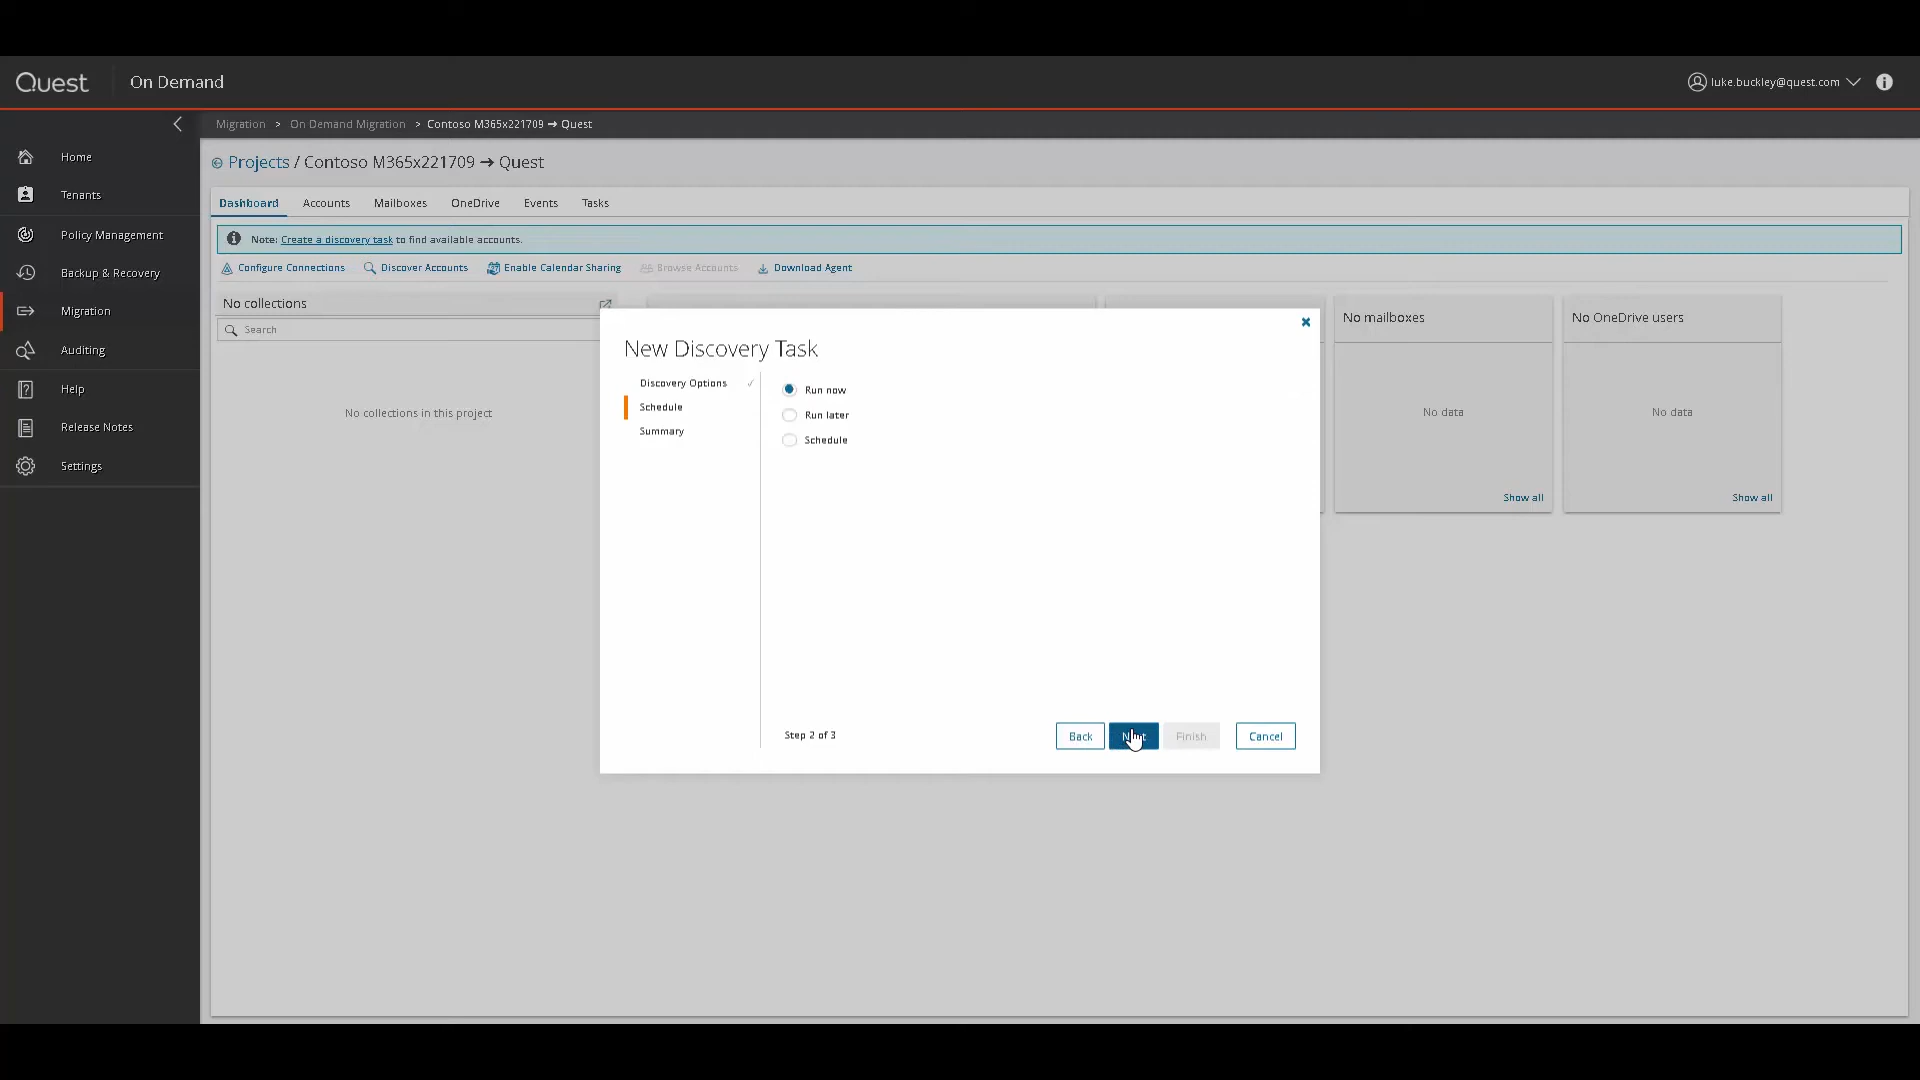 Quest On Demand luke.buckley@quest.com
Migration > On Demand Migration > Contoso M365x221709 ➔ Quest
Home
Tenants
Policy Management
Backup & Recovery
Migration
Auditing
Help
Release Notes
Settings
Projects / Contoso M365x221709 ➔ Quest
Dashboard Accounts Mailboxes OneDrive Events Tasks
Note: Create a discovery task to find available accounts.
Configure Connections Discover Accounts Enable Calendar Sharing Browse Accounts Download Agent
No collections
Search
No collections in this project
No mailboxes
No data
Show all
No OneDrive users
No data
Show all
New Discovery Task
Discovery Options
Schedule
Summary
Run now
Run later
Schedule
Step 2 of 3
Back Finish Cancel